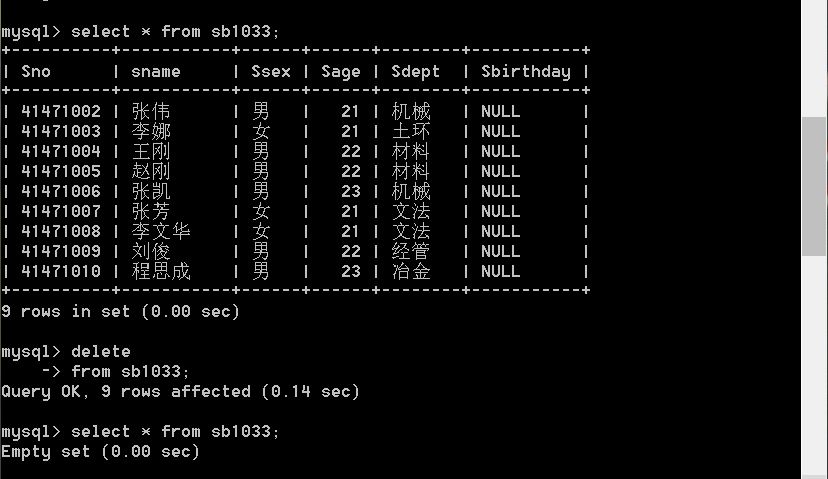 mysql> select * from sb1033;
+----------+-----------+------+------+--------+-----------+
| Sno      | sname     | Ssex | Sage | Sdept  | Sbirthday |
+----------+-----------+------+------+--------+-----------+
| 41471002 | 张伟 | 男 | 21 | 机械 | NULL |
| 41471003 | 李娜 | 女 | 21 | 土环 | NULL |
| 41471004 | 王刚 | 男 | 22 | 材料 | NULL |
| 41471005 | 赵刚 | 男 | 22 | 材料 | NULL |
| 41471006 | 张凯 | 男 | 23 | 机械 | NULL |
| 41471007 | 张芳 | 女 | 21 | 文法 | NULL |
| 41471008 | 李文华 | 女 | 21 | 文法 | NULL |
| 41471009 | 刘俊 | 男 | 22 | 经管 | NULL |
| 41471010 | 程思成 | 男 | 23 | 冶金 | NULL |
+----------+-----------+------+------+--------+-----------+
9 rows in set (0.00 sec)
mysql> delete
    -> from sb1033;
Query OK, 9 rows affected (0.14 sec)
mysql> select * from sb1033;
Empty set (0.00 sec)